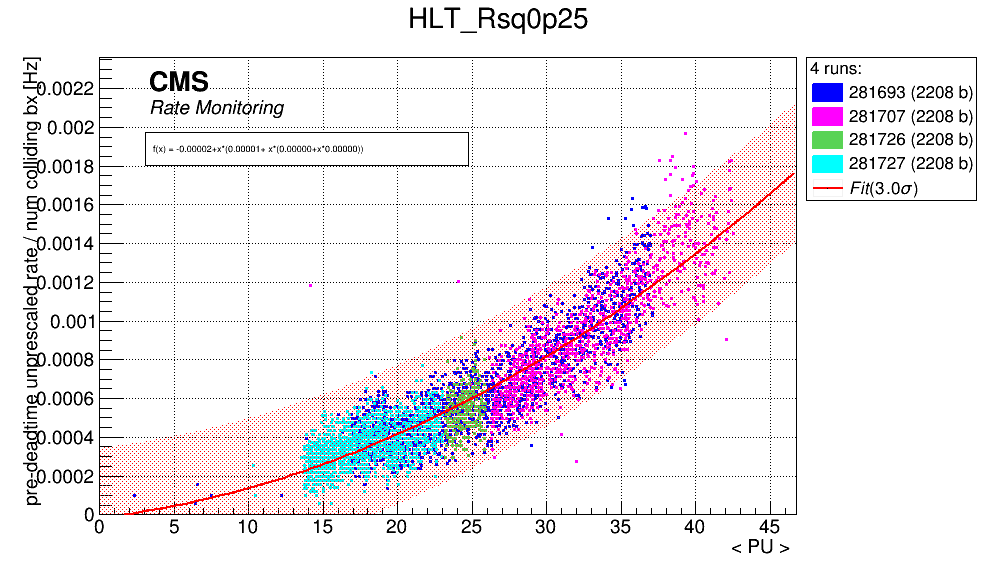 HLT_Rsq0p25
pre-deadtime unprescaled rate / num colliding bx [Hz]
CMS
Rate Monitoring
f(x) = -0.00002+x*(0.00001+ x*(0.00000+x*0.00000))
0.0022
0.002
0.0018
0.0016
0.0014
0.0012
0.001
0.0008
0.0006
0.0004
0.0002
0
0 5 10 15 20 25 30 35 40 45
< PU >
4 runs:
281693 (2208 b)
281707 (2208 b)
281726 (2208 b)
281727 (2208 b)
Fit(3.0σ)